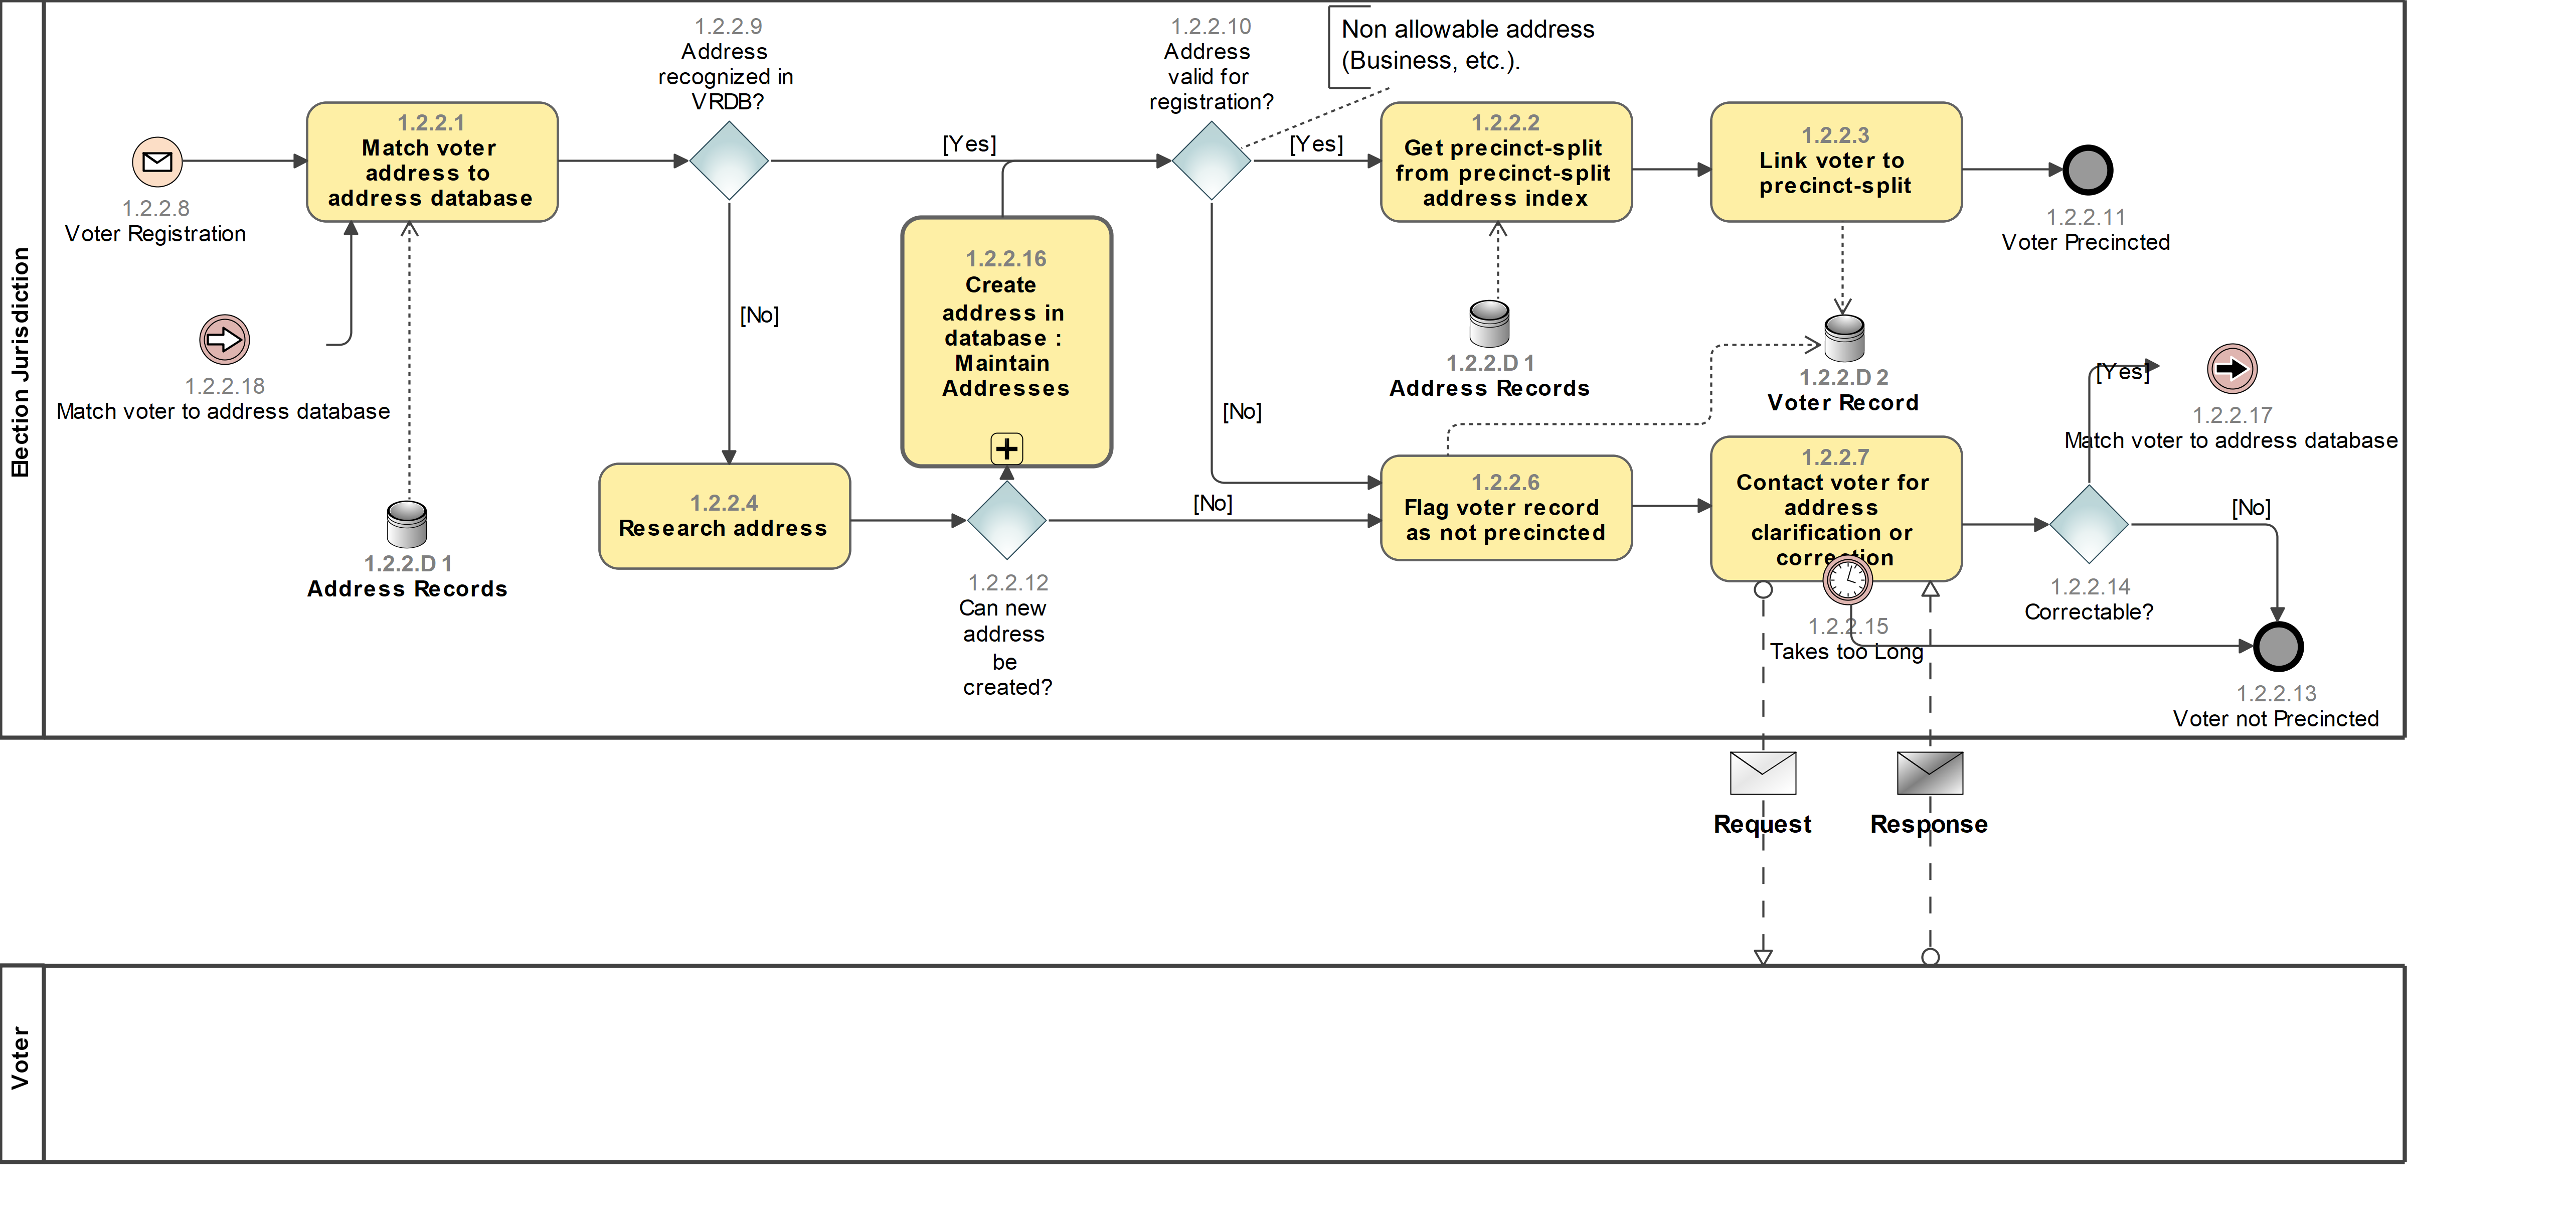 Election Jurisdiction
1.2.2.8
Voter Registration
1.2.2.18
Match voter to address database
1.2.2.1
Match voter
address to
address database
1.2.2.D 1
Address Records
1.2.2.9
Address
recognized in
VRDB?
[Yes]
[No]
1.2.2.4
Research address
1.2.2.16
Create
address in
database :
Maintain
Addresses
1.2.2.12
Can new
address
be
created?
[No]
1.2.2.10
Address
valid for
registration?
Non allowable address
(Business, etc.).
[Yes]
[No]
1.2.2.2
Get precinct-split
from precinct-split
address index
1.2.2.D 1
Address Records
1.2.2.3
Link voter to
precinct-split
1.2.2.11
Voter Precincted
1.2.2.D 2
Voter Record
1.2.2.6
Flag voter record
as not precincted
1.2.2.7
Contact voter for
address
clarification or
correction
1.2.2.15
Takes too Long
[Yes]
1.2.2.17
Match voter to address database
[No]
1.2.2.14
Correctable?
1.2.2.13
Voter not Precincted
Request
Response
Voter